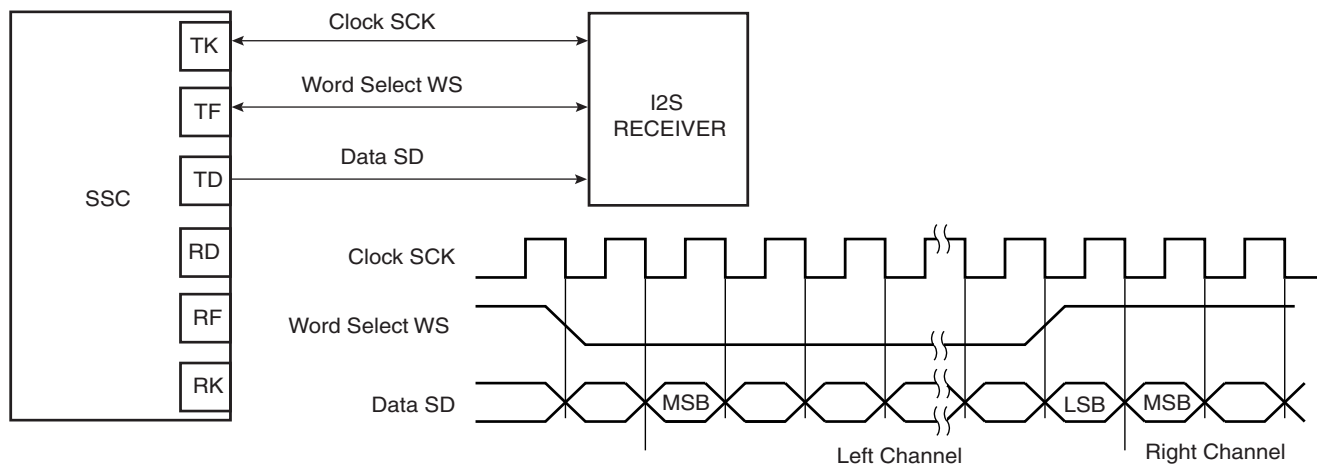 Clock SCK
TK
Word Select WS
TF
I2S
RECEIVER
Data SD
TD
SSC
RD
RF
RK
Clock SCK
Word Select WS
Data SD
MSB
LSB
MSB
Left Channel
Right Channel